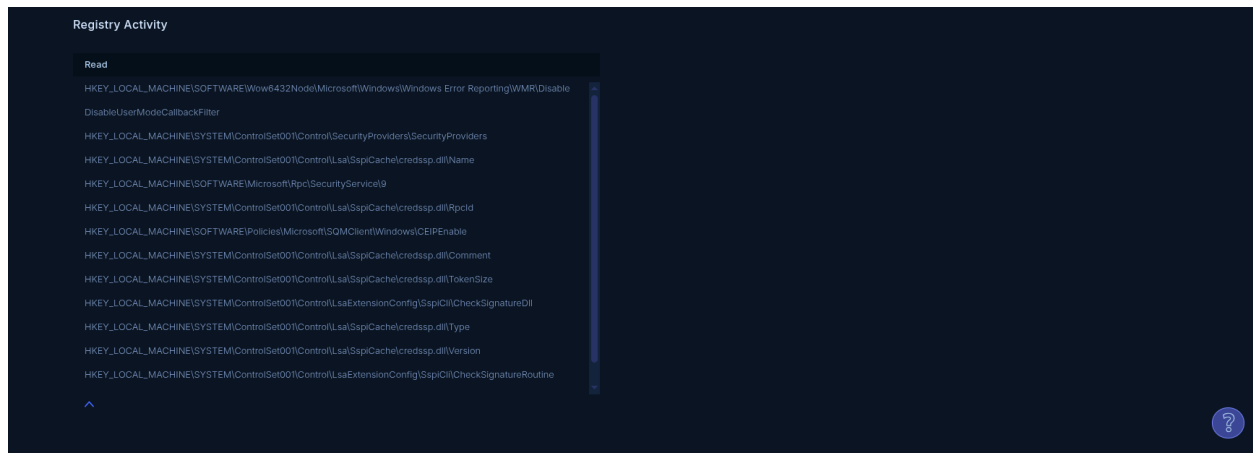 Registry Activity
Read
HKEY_LOCAL_MACHINE\SOFTWARE\Wow6432Node\Microsoft\Windows\Windows Error Reporting\WMR\Disable
DisableUserModeCallbackFilter
HKEY_LOCAL_MACHINE\SYSTEM\ControlSet001\Control\SecurityProviders\SecurityProviders
HKEY_LOCAL_MACHINE\SYSTEM\ControlSet001\Control\Lsa\SspiCache\credssp.dll\Name
HKEY_LOCAL_MACHINE\SOFTWARE\Microsoft\Rpc\SecurityService\9
HKEY_LOCAL_MACHINE\SYSTEM\ControlSet001\Control\Lsa\SspiCache\credssp.dll\RpcId
HKEY_LOCAL_MACHINE\SOFTWARE\Policies\Microsoft\SQMClient\Windows\CEIPEnable
HKEY_LOCAL_MACHINE\SYSTEM\ControlSet001\Control\Lsa\SspiCache\credssp.dll\Comment
HKEY_LOCAL_MACHINE\SYSTEM\ControlSet001\Control\Lsa\SspiCache\credssp.dll\TokenSize
HKEY_LOCAL_MACHINE\SYSTEM\ControlSet001\Control\LsaExtensionConfig\SspiCli\CheckSignatureDll
HKEY_LOCAL_MACHINE\SYSTEM\ControlSet001\Control\Lsa\SspiCache\credssp.dll\Type
HKEY_LOCAL_MACHINE\SYSTEM\ControlSet001\Control\Lsa\SspiCache\credssp.dll\Version
HKEY_LOCAL_MACHINE\SYSTEM\ControlSet001\Control\LsaExtensionConfig\SspiCli\CheckSignatureRoutine
?